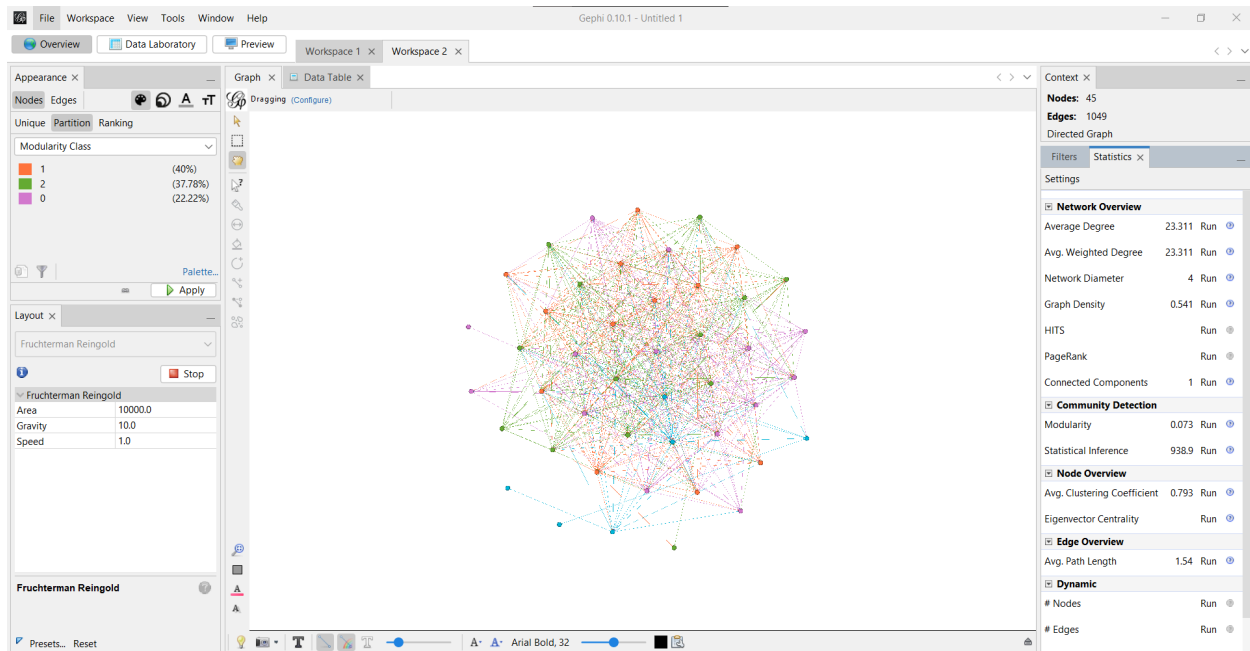 File Workspace View Tools Window Help
Gephi 0.10.1 - Untitled 1
Overview Data Laboratory Preview
Workspace 1 Workspace 2
Appearance
Nodes Edges
Unique Partition Ranking
Modularity Class
1 (40%)
2 (37.78%)
0 (22.22%)
Palette...
Apply
Layout
Fruchterman Reingold
Stop
Fruchterman Reingold
Area 10000.0
Gravity 10.0
Speed 1.0
Fruchterman Reingold
Presets... Reset
Graph Data Table
Dragging (Configure)
A- A+ Arial Bold, 32
Context
Nodes: 45
Edges: 1049
Directed Graph
Filters Statistics
Settings
Network Overview
Average Degree 23.311 Run
Avg. Weighted Degree 23.311 Run
Network Diameter 4 Run
Graph Density 0.541 Run
HITS Run
PageRank Run
Connected Components 1 Run
Community Detection
Modularity 0.073 Run
Statistical Inference 938.9 Run
Node Overview
Avg. Clustering Coefficient 0.793 Run
Eigenvector Centrality Run
Edge Overview
Avg. Path Length 1.54 Run
Dynamic
# Nodes Run
# Edges Run